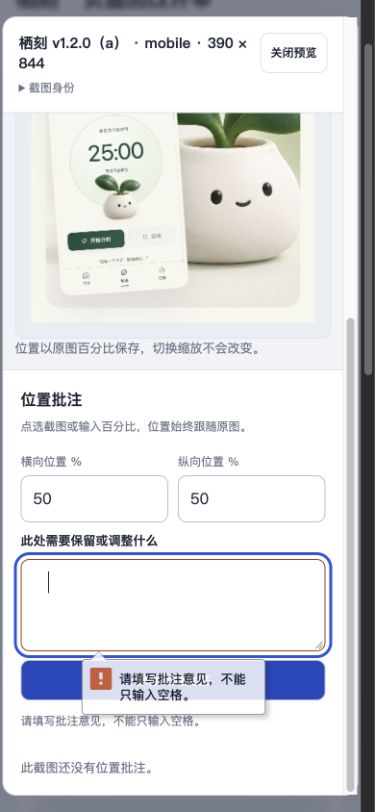 栖刻 v1.2.0（a） · mobile · 390 ×
844
关闭预览
▶ 截图身份
25:00
开始计时
位置以原图百分比保存，切换缩放不会改变。
位置批注
点选截图或输入百分比，位置始终跟随原图。
横向位置 %
纵向位置 %
50
50
此处需要保留或调整什么
请填写批注意见，不能
只输入空格。
请填写批注意见，不能只输入空格。
此截图还没有位置批注。